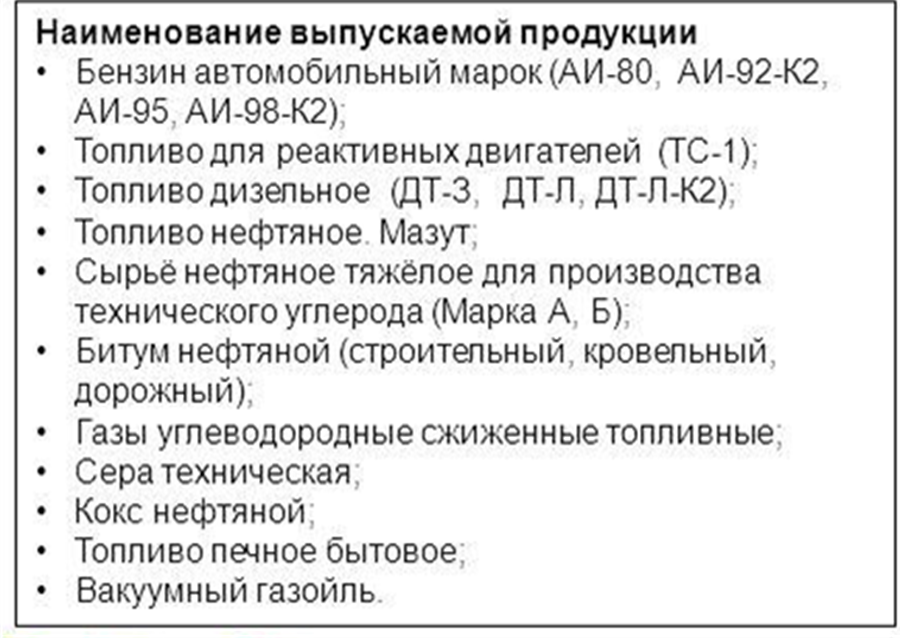 Наименование выпускаемой продукции
• Бензин автомобильный марок (АИ-80, АИ-92-К2,
АИ-95, АИ-98-К2);
• Топливо для реактивных двигателей (ТС-1);
• Топливо дизельное (ДТ-З, ДТ-Л, ДТ-Л-К2);
• Топливо нефтяное. Мазут;
• Сырьё нефтяное тяжёлое для производства
технического углерода (Марка А, Б);
• Битум нефтяной (строительный, кровельный,
дорожный);
• Газы углеводородные сжиженные топливные;
• Сера техническая;
• Кокс нефтяной;
• Топливо печное бытовое;
• Вакуумный газойль.